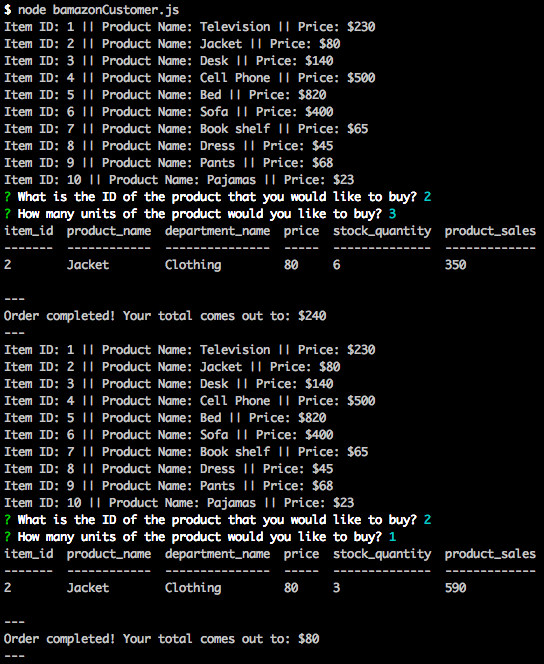 $ node bamazonCustomer.js
Item ID: 1 || Product Name: Television || Price: $230
Item ID: 2 || Product Name: Jacket || Price: $80
Item ID: 3 || Product Name: Desk || Price: $140
Item ID: 4 || Product Name: Cell Phone || Price: $500
Item ID: 5 || Product Name: Bed || Price: $820
Item ID: 6 || Product Name: Sofa || Price: $400
Item ID: 7 || Product Name: Book shelf || Price: $65
Item ID: 8 || Product Name: Dress || Price: $45
Item ID: 9 || Product Name: Pants || Price: $68
Item ID: 10 || Product Name: Pajamas || Price: $23
? What is the ID of the product that you would like to buy? 2
? How many units of the product would you like to buy? 3
item_id  product_name  department_name  price  stock_quantity  product_sales
-------  ------------  ---------------  -----  --------------  -------------
2        Jacket        Clothing         80     6               350

---
Order completed! Your total comes out to: $240
---
Item ID: 1 || Product Name: Television || Price: $230
Item ID: 2 || Product Name: Jacket || Price: $80
Item ID: 3 || Product Name: Desk || Price: $140
Item ID: 4 || Product Name: Cell Phone || Price: $500
Item ID: 5 || Product Name: Bed || Price: $820
Item ID: 6 || Product Name: Sofa || Price: $400
Item ID: 7 || Product Name: Book shelf || Price: $65
Item ID: 8 || Product Name: Dress || Price: $45
Item ID: 9 || Product Name: Pants || Price: $68
Item ID: 10 || Product Name: Pajamas || Price: $23
? What is the ID of the product that you would like to buy? 2
? How many units of the product would you like to buy? 1
item_id  product_name  department_name  price  stock_quantity  product_sales
-------  ------------  ---------------  -----  --------------  -------------
2        Jacket        Clothing         80     3               590

---
Order completed! Your total comes out to: $80
---